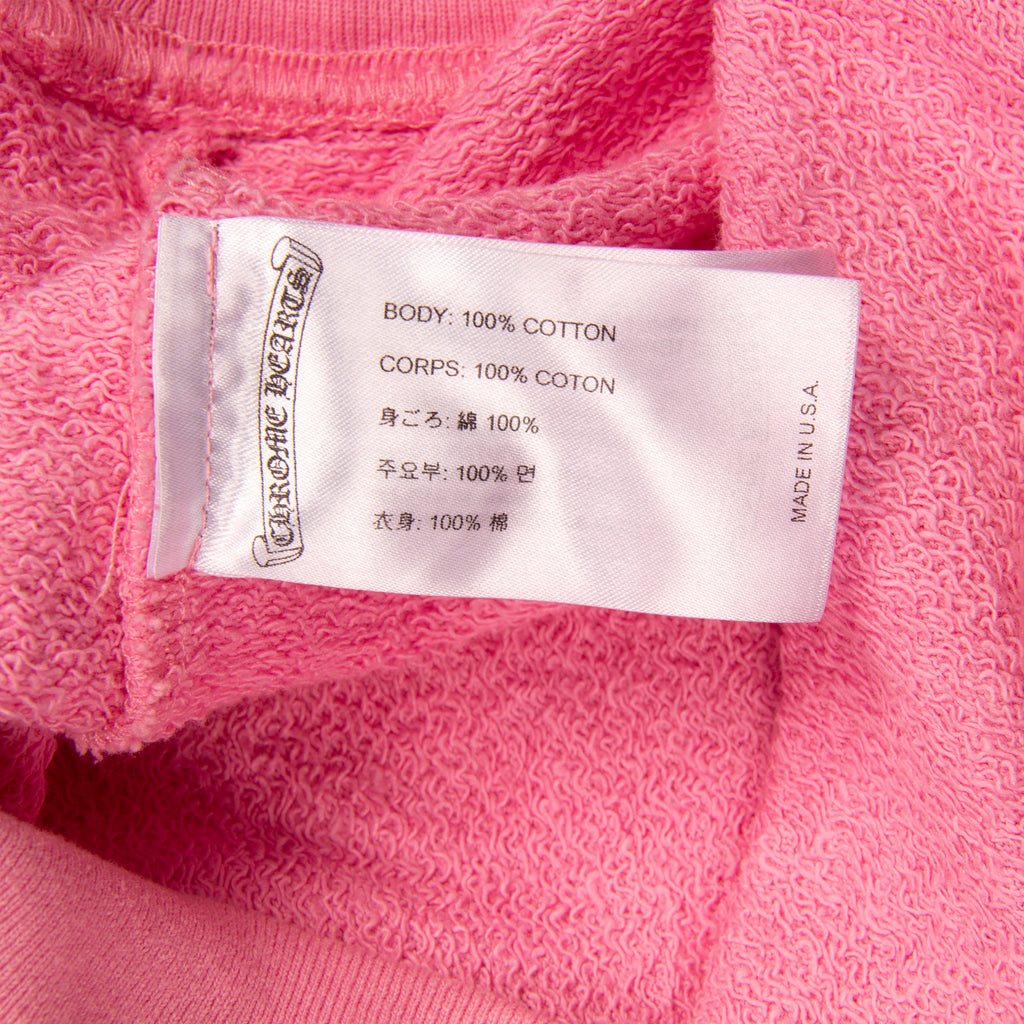 CHROME HEARTS
BODY: 100% COTTON
CORPS: 100% COTON
身ごろ: 綿 100%
주요부: 100% 면
衣身: 100% 棉
MADE IN U.S.A.